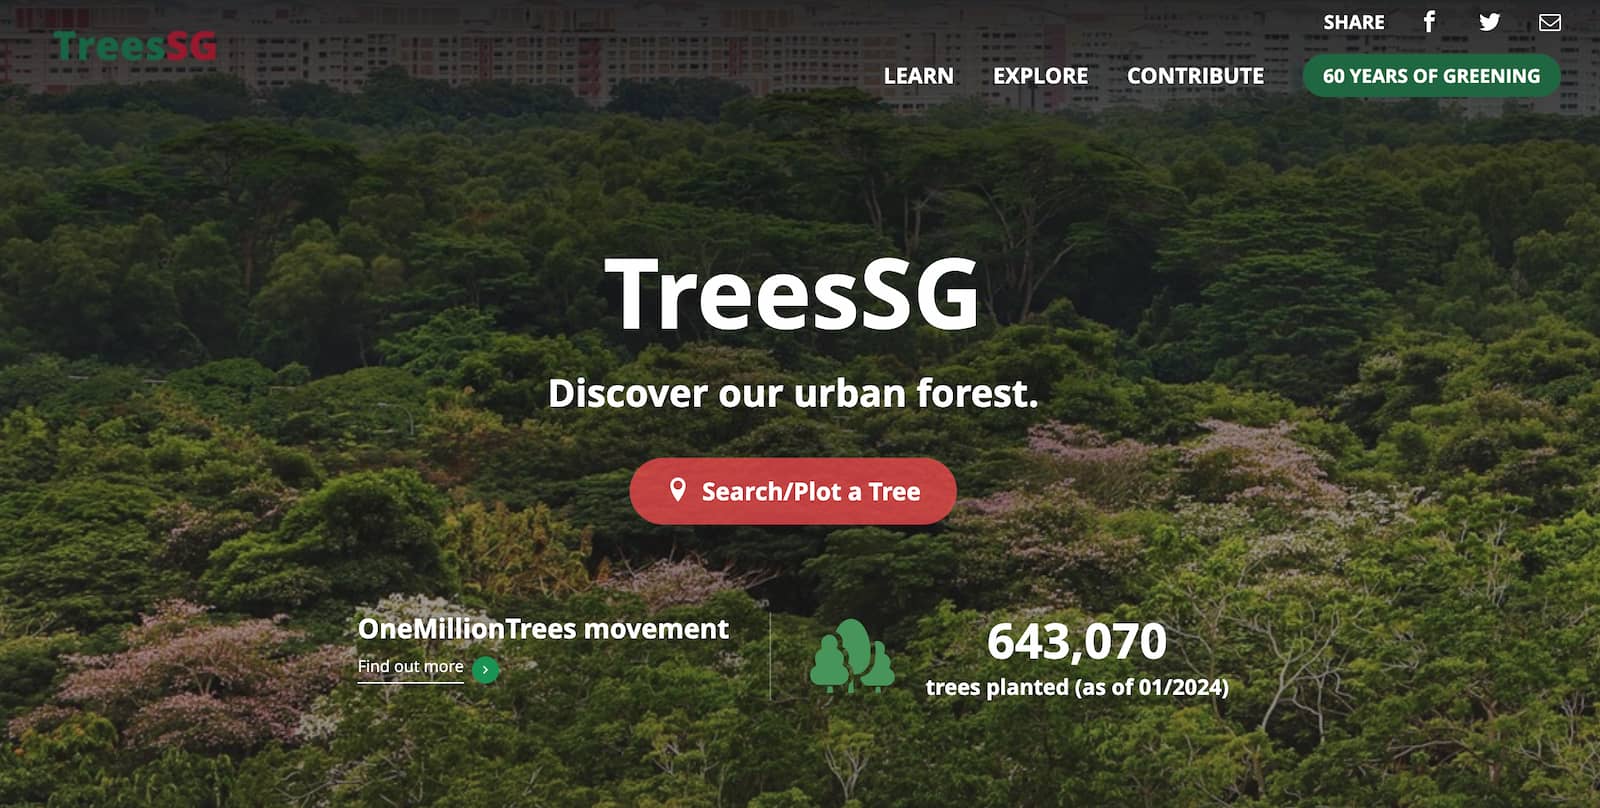 TreesSG
SHARE
LEARN EXPLORE CONTRIBUTE 60 YEARS OF GREENING
TreesSG
Discover our urban forest.
Search/Plot a Tree
OneMillionTrees movement
Find out more
643,070
trees planted (as of 01/2024)